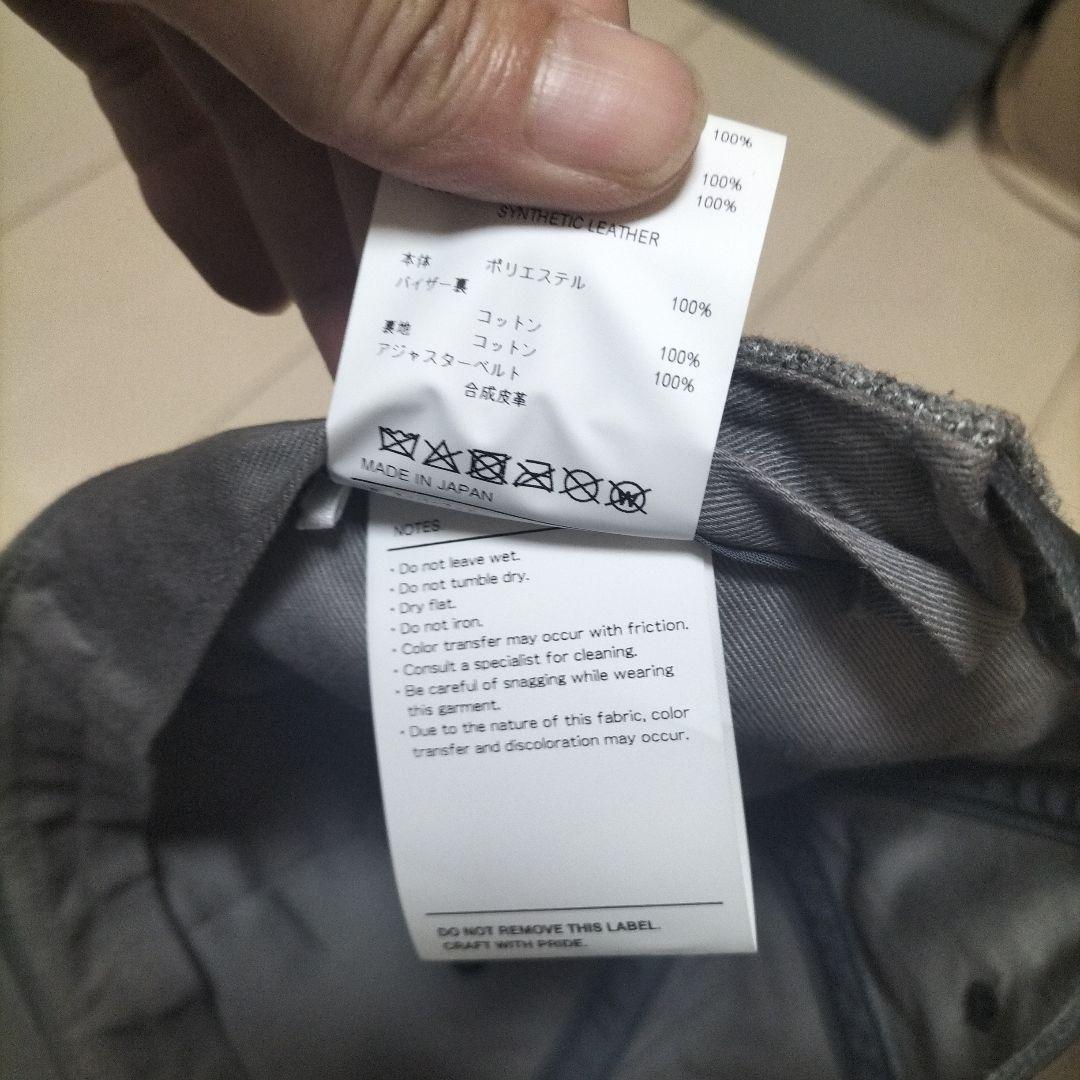 100%
100%
100%
SYNTHETIC LEATHER
本体 ポリエステル 100%
バイザー裏
コットン 100%
裏地 コットン 100%
アジャスターベルト
合成皮革
MADE IN JAPAN
NOTES
・Do not leave wet.
・Do not tumble dry.
・Dry flat.
・Do not iron.
・Color transfer may occur with friction.
・Consult a specialist for cleaning.
・Be careful of snagging while wearing
this garment.
・Due to the nature of this fabric, color
transfer and discoloration may occur.
DO NOT REMOVE THIS LABEL.
CRAFT WITH PRIDE.